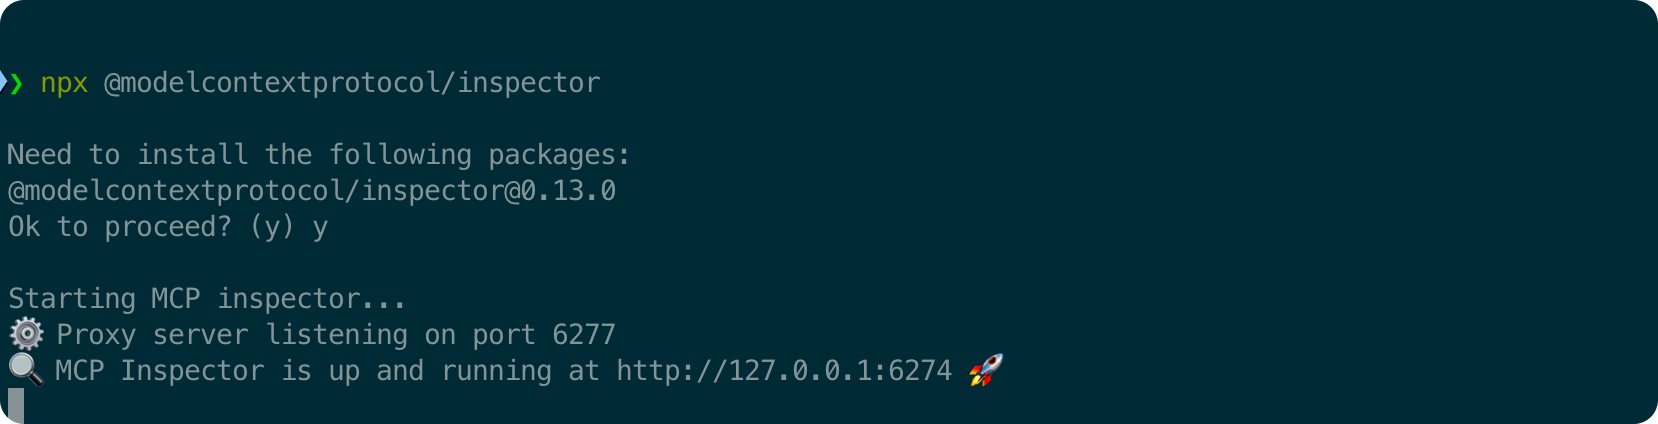 ❯ npx @modelcontextprotocol/inspector
Need to install the following packages:
@modelcontextprotocol/inspector@0.13.0
Ok to proceed? (y) y
Starting MCP inspector...
⚙️ Proxy server listening on port 6277
🔍 MCP Inspector is up and running at http://127.0.0.1:6274 🚀